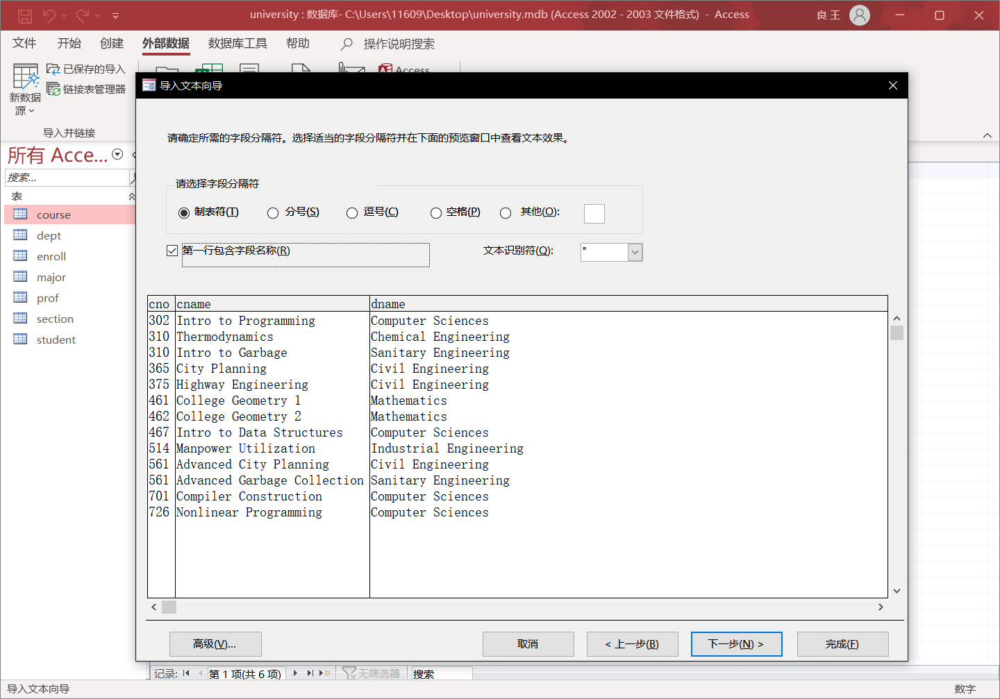 university : 数据库- C:\Users\11609\Desktop\university.mdb (Access 2002 - 2003 文件格式) - Access
良 王
文件 开始 创建 外部数据 数据库工具 帮助 操作说明搜索
已保存的导入
链接表管理器
新数据
源
Access
导入并链接
所有 Acce...
搜索...
表
course
dept
enroll
major
prof
section
student
导入文本向导
请确定所需的字段分隔符。选择适当的字段分隔符并在下面的预览窗口中查看文本效果。
请选择字段分隔符
制表符(T) 分号(S) 逗号(C) 空格(P) 其他(O):
第一行包含字段名称(R) 文本识别符(Q): "
cno cname dname
302 Intro to Programming Computer Sciences
310 Thermodynamics Chemical Engineering
310 Intro to Garbage Sanitary Engineering
365 City Planning Civil Engineering
375 Highway Engineering Civil Engineering
461 College Geometry 1 Mathematics
462 College Geometry 2 Mathematics
467 Intro to Data Structures Computer Sciences
514 Manpower Utilization Industrial Engineering
561 Advanced City Planning Civil Engineering
561 Advanced Garbage Collection Sanitary Engineering
701 Compiler Construction Computer Sciences
726 Nonlinear Programming Computer Sciences
高级(V)... 取消 < 上一步(B) 下一步(N) > 完成(F)
记录: 第 1 项(共 6 项) 无筛选器 搜索
导入文本向导 数字